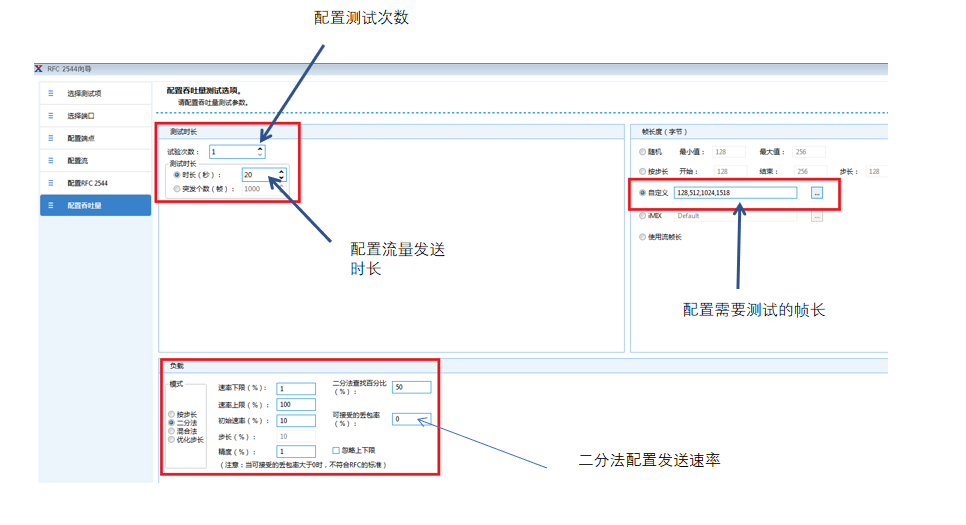 配置测试次数
RFC 2544向导
选择测试项
选择端口
配置端点
配置流
配置RFC 2544
配置吞吐量
配置吞吐量测试选项。
请配置吞吐量测试参数。
测试时长
试验次数： 1
测试时长
时长（秒）： 20
突发个数（帧）： 1000
帧长度（字节）
随机 最小值： 128 最大值： 256
按步长 开始： 128 结束： 256 步长： 128
自定义 128,512,1024,1518 ...
iMIX Default ...
使用流帧长
配置流量发送
时长
配置需要测试的帧长
负载
模式
按步长
二分法
混合法
优化步长
速率下限（%）： 1
速率上限（%）： 100
初始速率（%）： 10
步长（%）： 10
精度（%）： 1
二分法查找百分比
（%）： 50
可接受的丢包率
（%）： 0
忽略上下限
（注意：当可接受的丢包率大于0时，不符合RFC的标准）
二分法配置发送速率